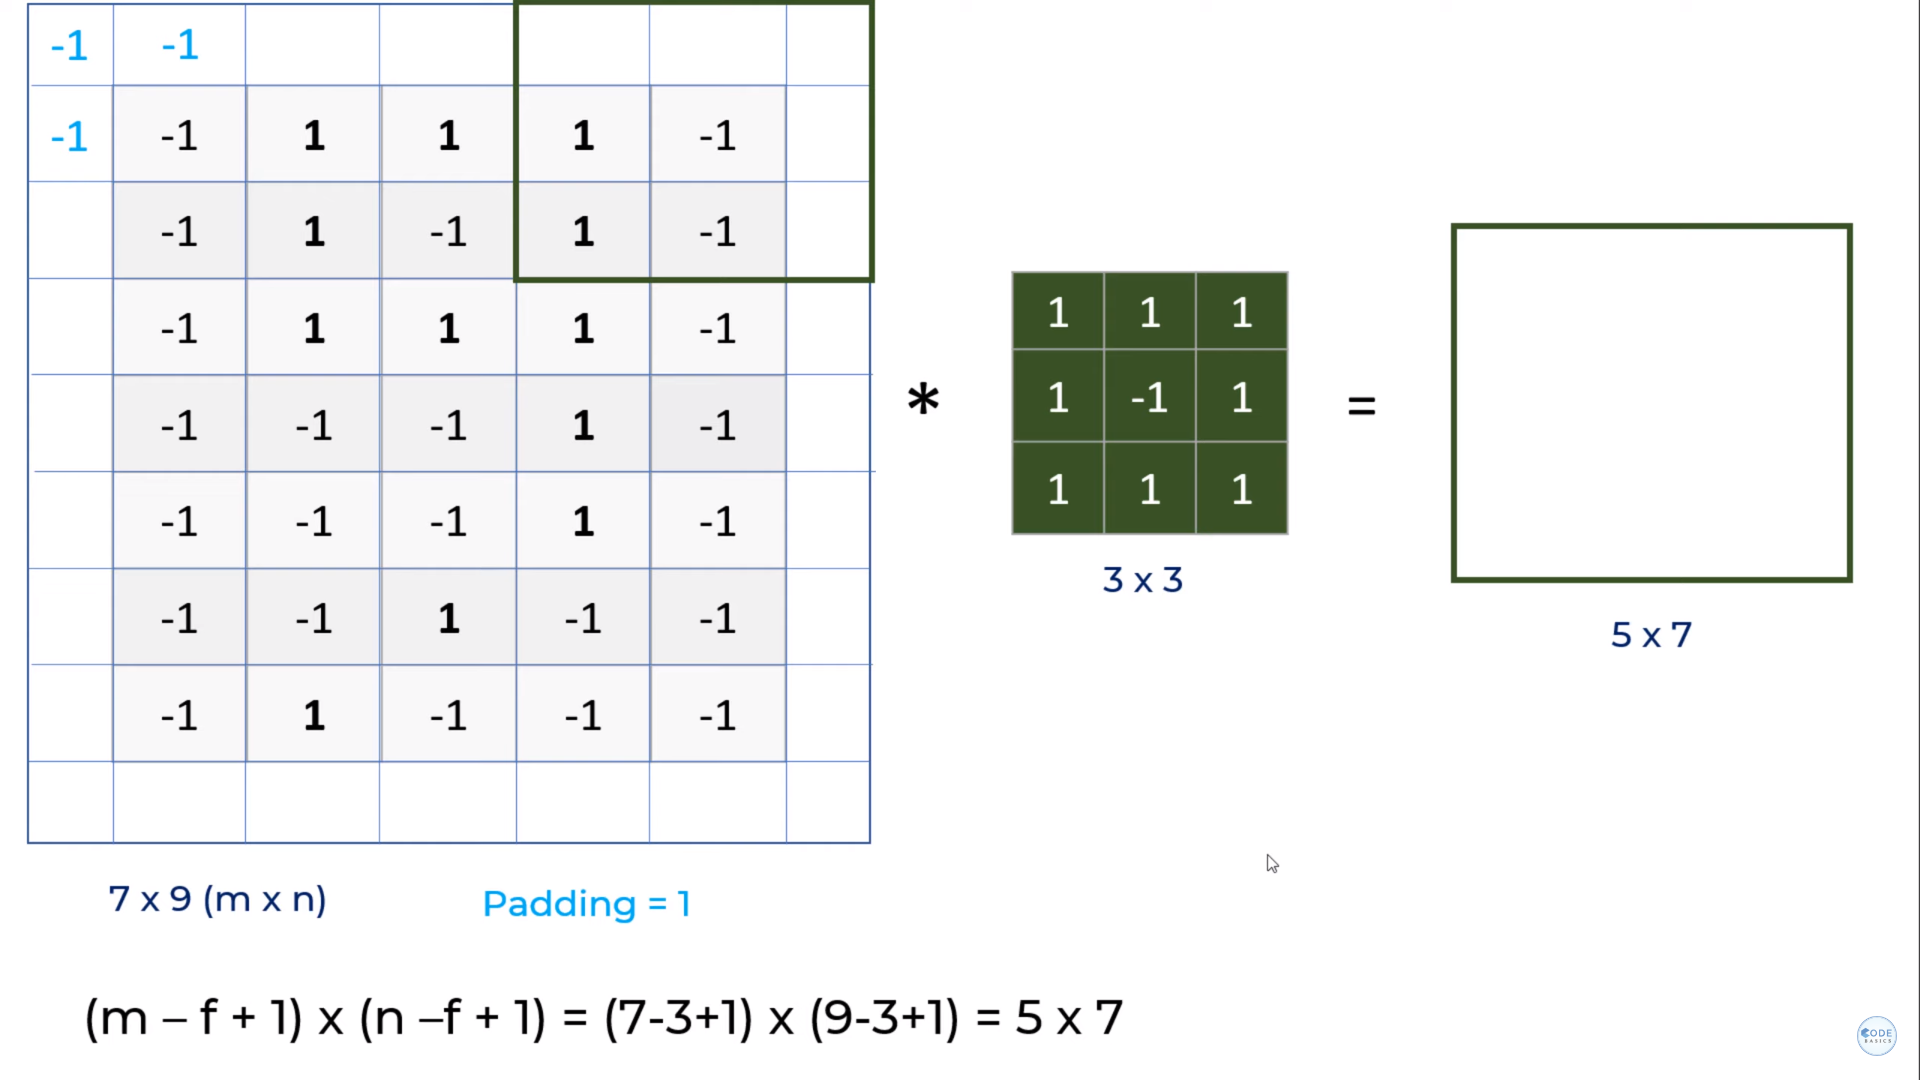 -1 -1
-1 -1 1 1 1 -1
-1 1 -1 1 -1
-1 1 1 1 -1
-1 -1 -1 1 -1
-1 -1 -1 1 -1
-1 -1 1 -1 -1
-1 1 -1 -1 -1
*
1 1 1
1 -1 1
1 1 1
3 x 3
=
5 x 7
7 x 9 (m x n)
Padding = 1
(m – f + 1) x (n –f + 1) = (7-3+1) x (9-3+1) = 5 x 7
CODE
BASICS